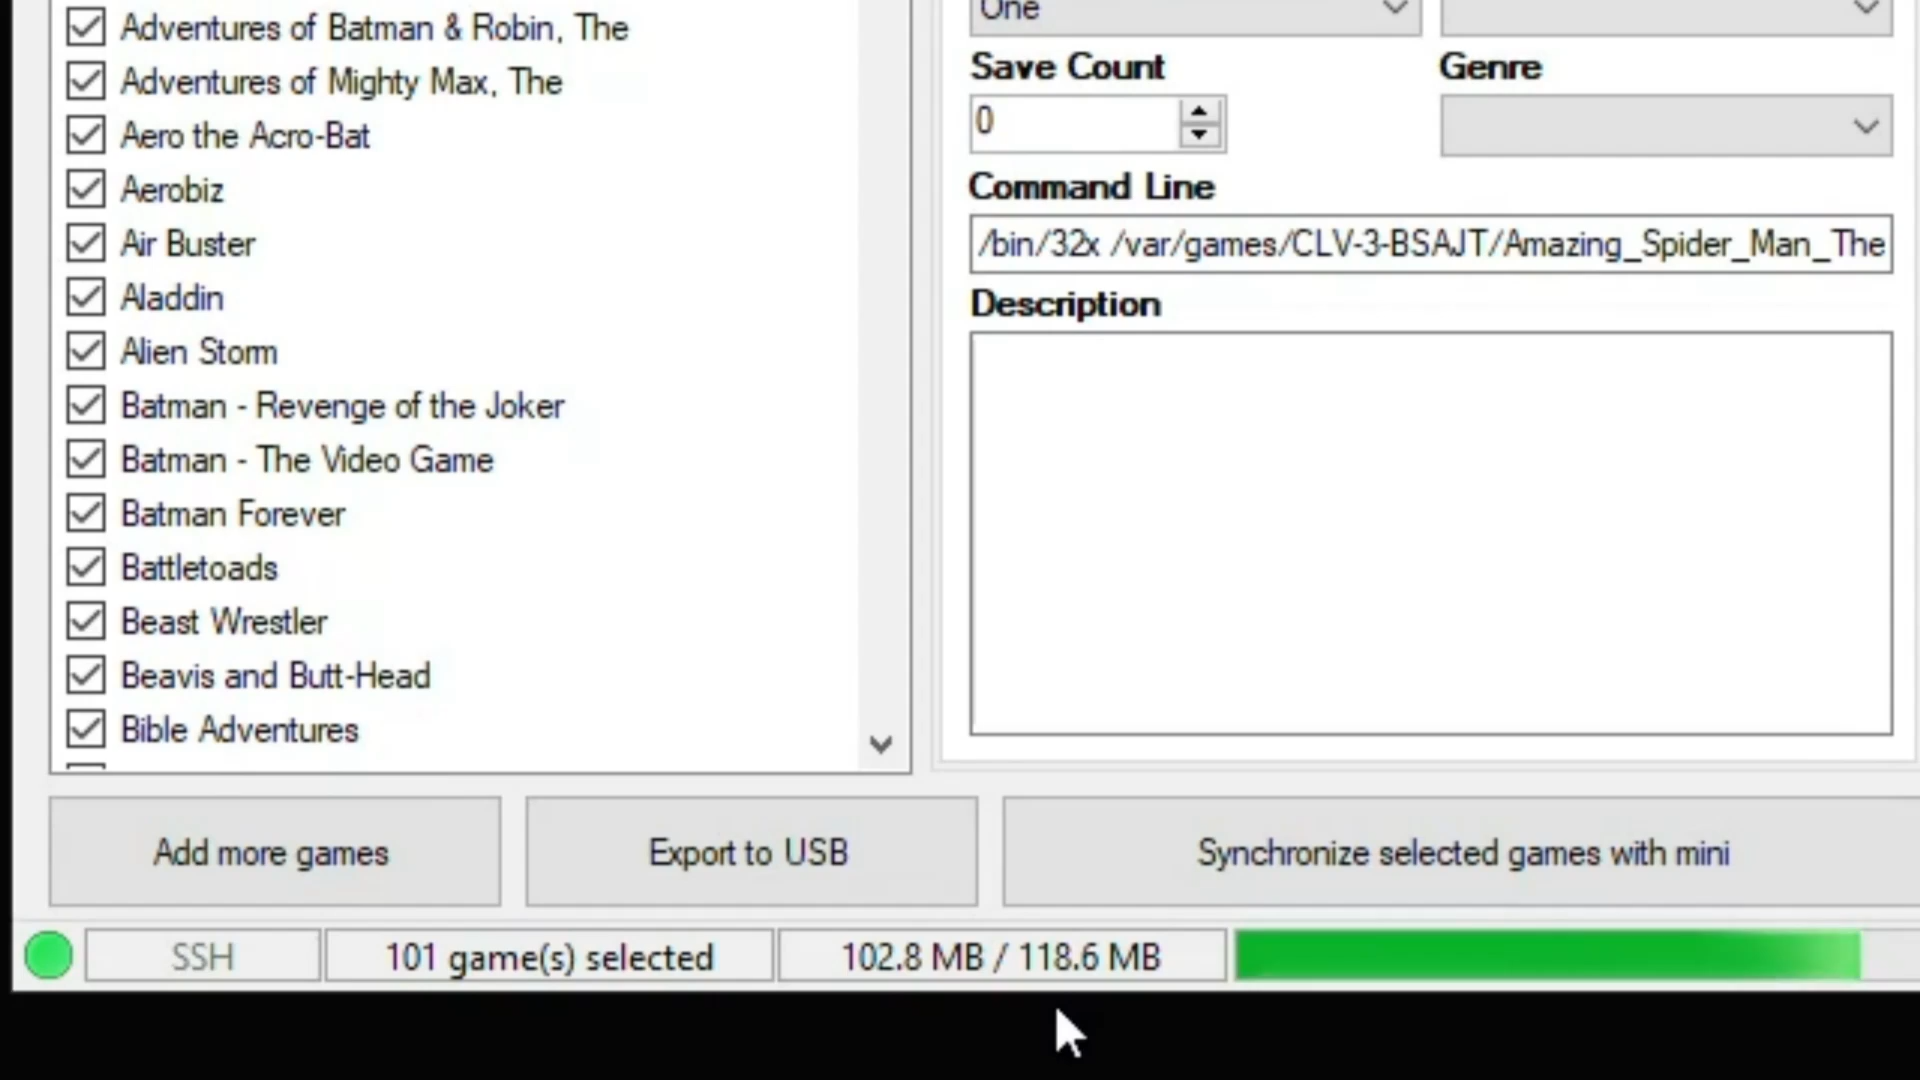 Adventures of Batman & Robin, The
Adventures of Mighty Max, The
Aero the Acro-Bat
Aerobiz
Air Buster
Aladdin
Alien Storm
Batman - Revenge of the Joker
Batman - The Video Game
Batman Forever
Battletoads
Beast Wrestler
Beavis and Butt-Head
Bible Adventures
One
Save Count
Genre
0
Command Line
/bin/32x /var/games/CLV-3-BSAJT/Amazing_Spider_Man_The
Description
Add more games
Export to USB
Synchronize selected games with mini
SSH
101 game(s) selected
102.8 MB / 118.6 MB